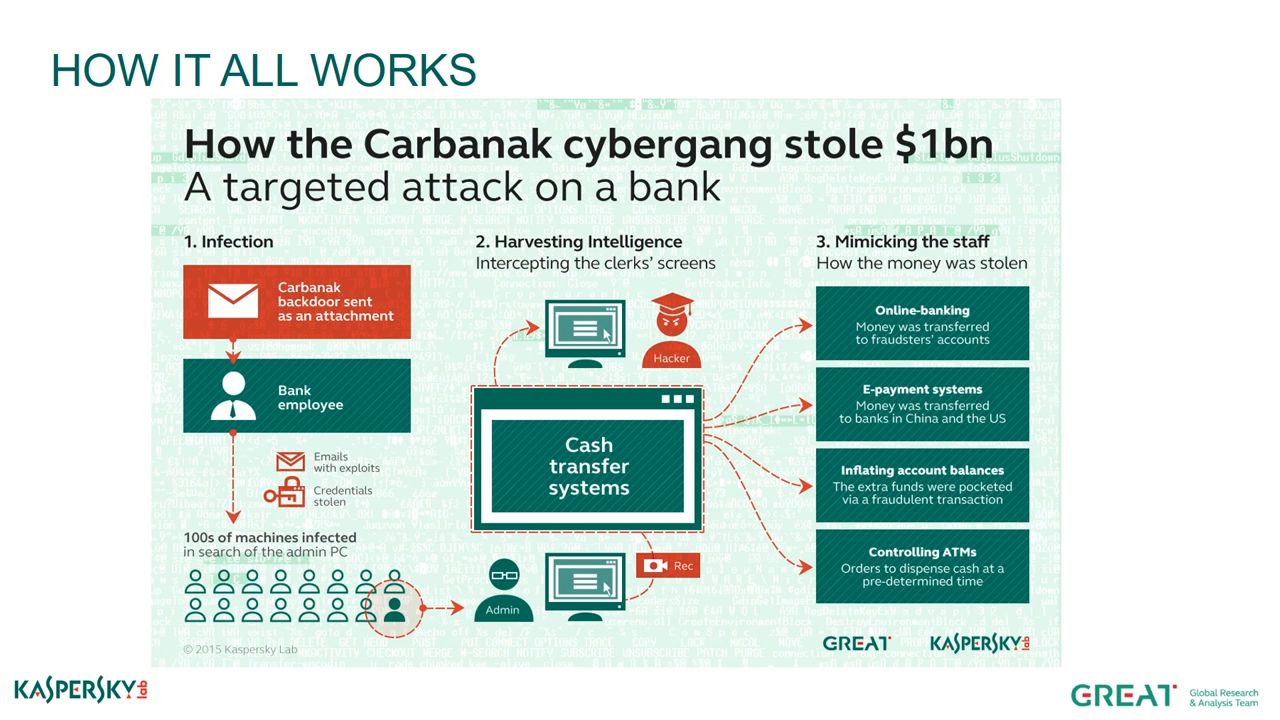 HOW IT ALL WORKS
How the Carbanak cybergang stole $1bn
A targeted attack on a bank
1. Infection
Carbanak
backdoor sent
as an attachment
Bank
employee
Emails
with exploits
Credentials
stolen
100s of machines infected
in search of the admin PC
2. Harvesting Intelligence
Intercepting the clerks' screens
Hacker
Cash
transfer
systems
Rec
Admin
3. Mimicking the staff
How the money was stolen
Online-banking
Money was transferred
to fraudsters' accounts
E-payment systems
Money was transferred
to banks in China and the US
Inflating account balances
The extra funds were pocketed
via a fraudulent transaction
Controlling ATMs
Orders to dispense cash at a
pre-determined time
© 2015 Kaspersky Lab
GREAT
KASPERSKY lab
KASPERSKY lab
GREAT
Global Research
& Analysis Team